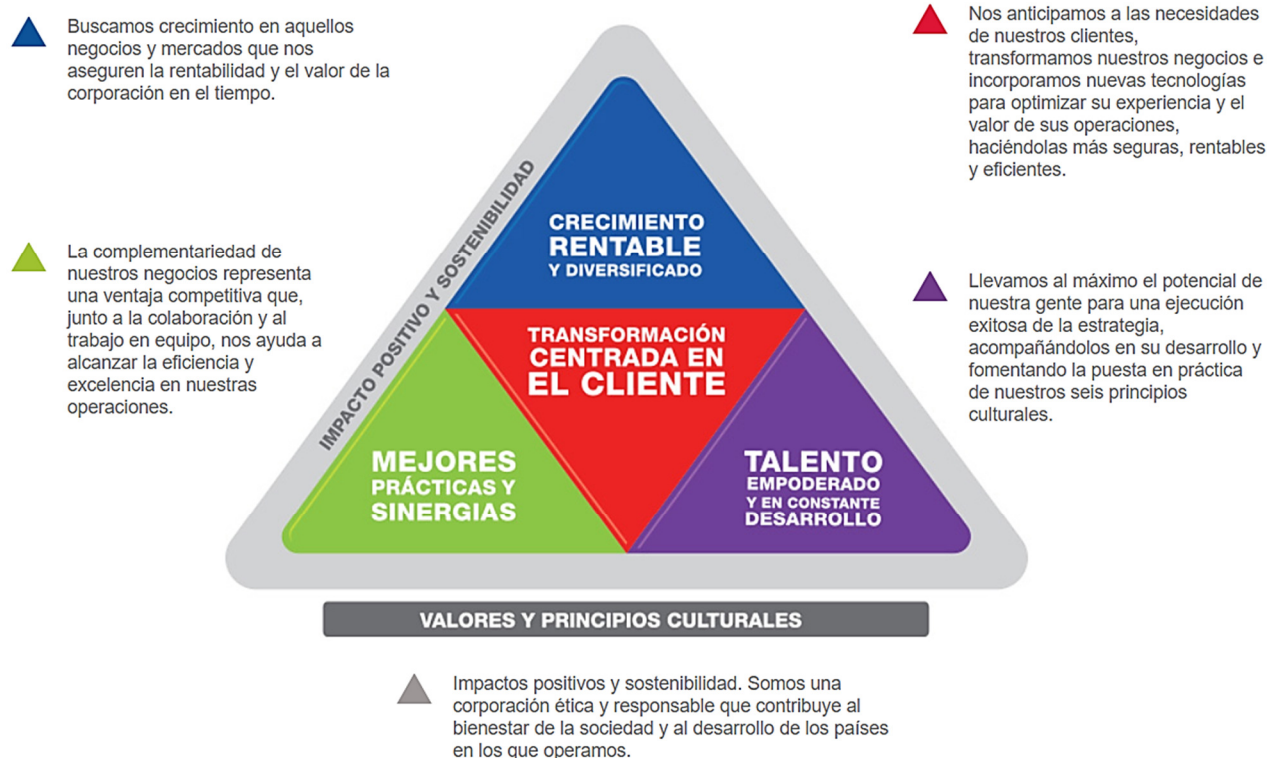 Buscamos crecimiento en aquellos
negocios y mercados que nos
aseguren la rentabilidad y el valor de la
corporación en el tiempo.
Nos anticipamos a las necesidades
de nuestros clientes,
transformamos nuestros negocios e
incorporamos nuevas tecnologías
para optimizar su experiencia y el
valor de sus operaciones,
haciéndolas más seguras, rentables
y eficientes.
La complementariedad de
nuestros negocios representa
una ventaja competitiva que,
junto a la colaboración y al
trabajo en equipo, nos ayuda a
alcanzar la eficiencia y
excelencia en nuestras
operaciones.
Llevamos al máximo el potencial de
nuestra gente para una ejecución
exitosa de la estrategia,
acompañándolos en su desarrollo y
fomentando la puesta en práctica
de nuestros seis principios
culturales.
IMPACTO POSITIVO Y SOSTENIBILIDAD
CRECIMIENTO
RENTABLE
Y DIVERSIFICADO
TRANSFORMACIÓN
CENTRADA EN
EL CLIENTE
MEJORES
PRÁCTICAS Y
SINERGIAS
TALENTO
EMPODERADO
Y EN CONSTANTE
DESARROLLO
VALORES Y PRINCIPIOS CULTURALES
Impactos positivos y sostenibilidad. Somos una
corporación ética y responsable que contribuye al
bienestar de la sociedad y al desarrollo de los países
en los que operamos.